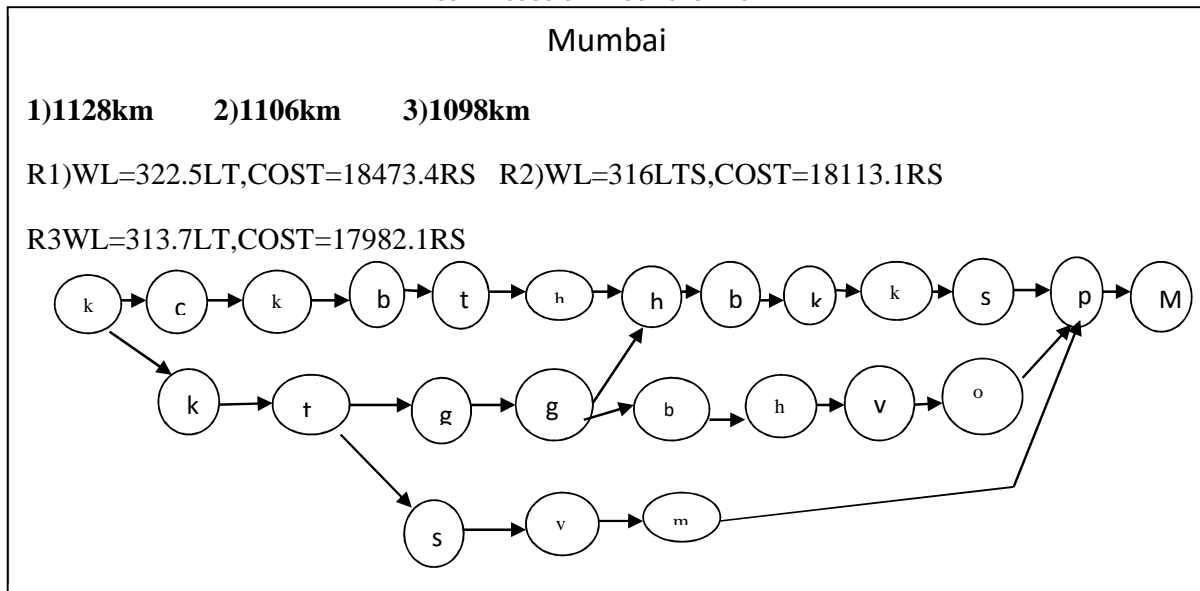 Mumbai
1)1128km 2)1106km 3)1098km
R1)WL=322.5LT,COST=18473.4RS R2)WL=316LTS,COST=18113.1RS
R3WL=313.7LT,COST=17982.1RS
k c k b t h h b k k s p M
k t g g b h v o
s v m